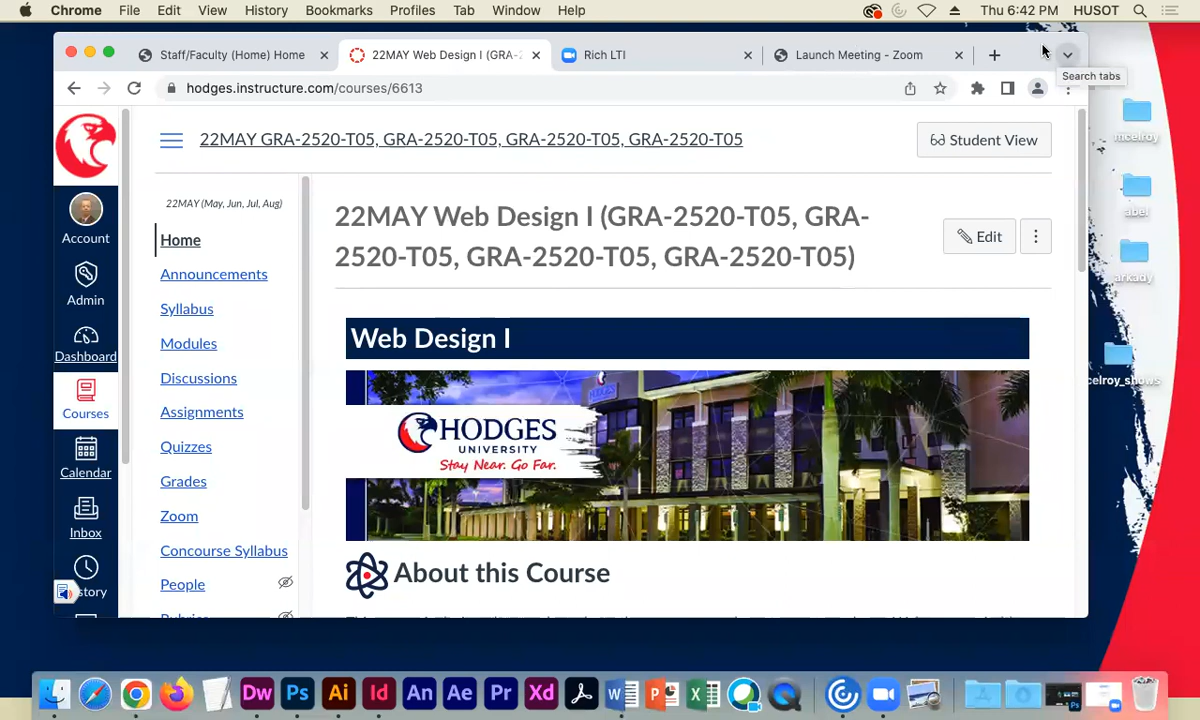 Chrome File Edit View History Bookmarks Profiles Tab Window Help Thu 6:42 PM HUSOT
Staff/Faculty (Home) Home 22MAY Web Design I (GRA-2 Rich LTI Launch Meeting - Zoom
Search tabs
hodges.instructure.com/courses/6613
22MAY GRA-2520-T05, GRA-2520-T05, GRA-2520-T05, GRA-2520-T05
Student View
Account
Admin
Dashboard
Courses
Calendar
Inbox
22MAY (May, Jun, Jul, Aug)
Home
Announcements
Syllabus
Modules
Discussions
Assignments
Quizzes
Grades
Zoom
Concourse Syllabus
People
22MAY Web Design I (GRA-2520-T05, GRA-
2520-T05, GRA-2520-T05, GRA-2520-T05)
Edit
Web Design I
HODGES
UNIVERSITY
Stay Near. Go Far.
About this Course
mcelroy
abel
arkady
Dw Ps Ai Id An Ae Pr Xd